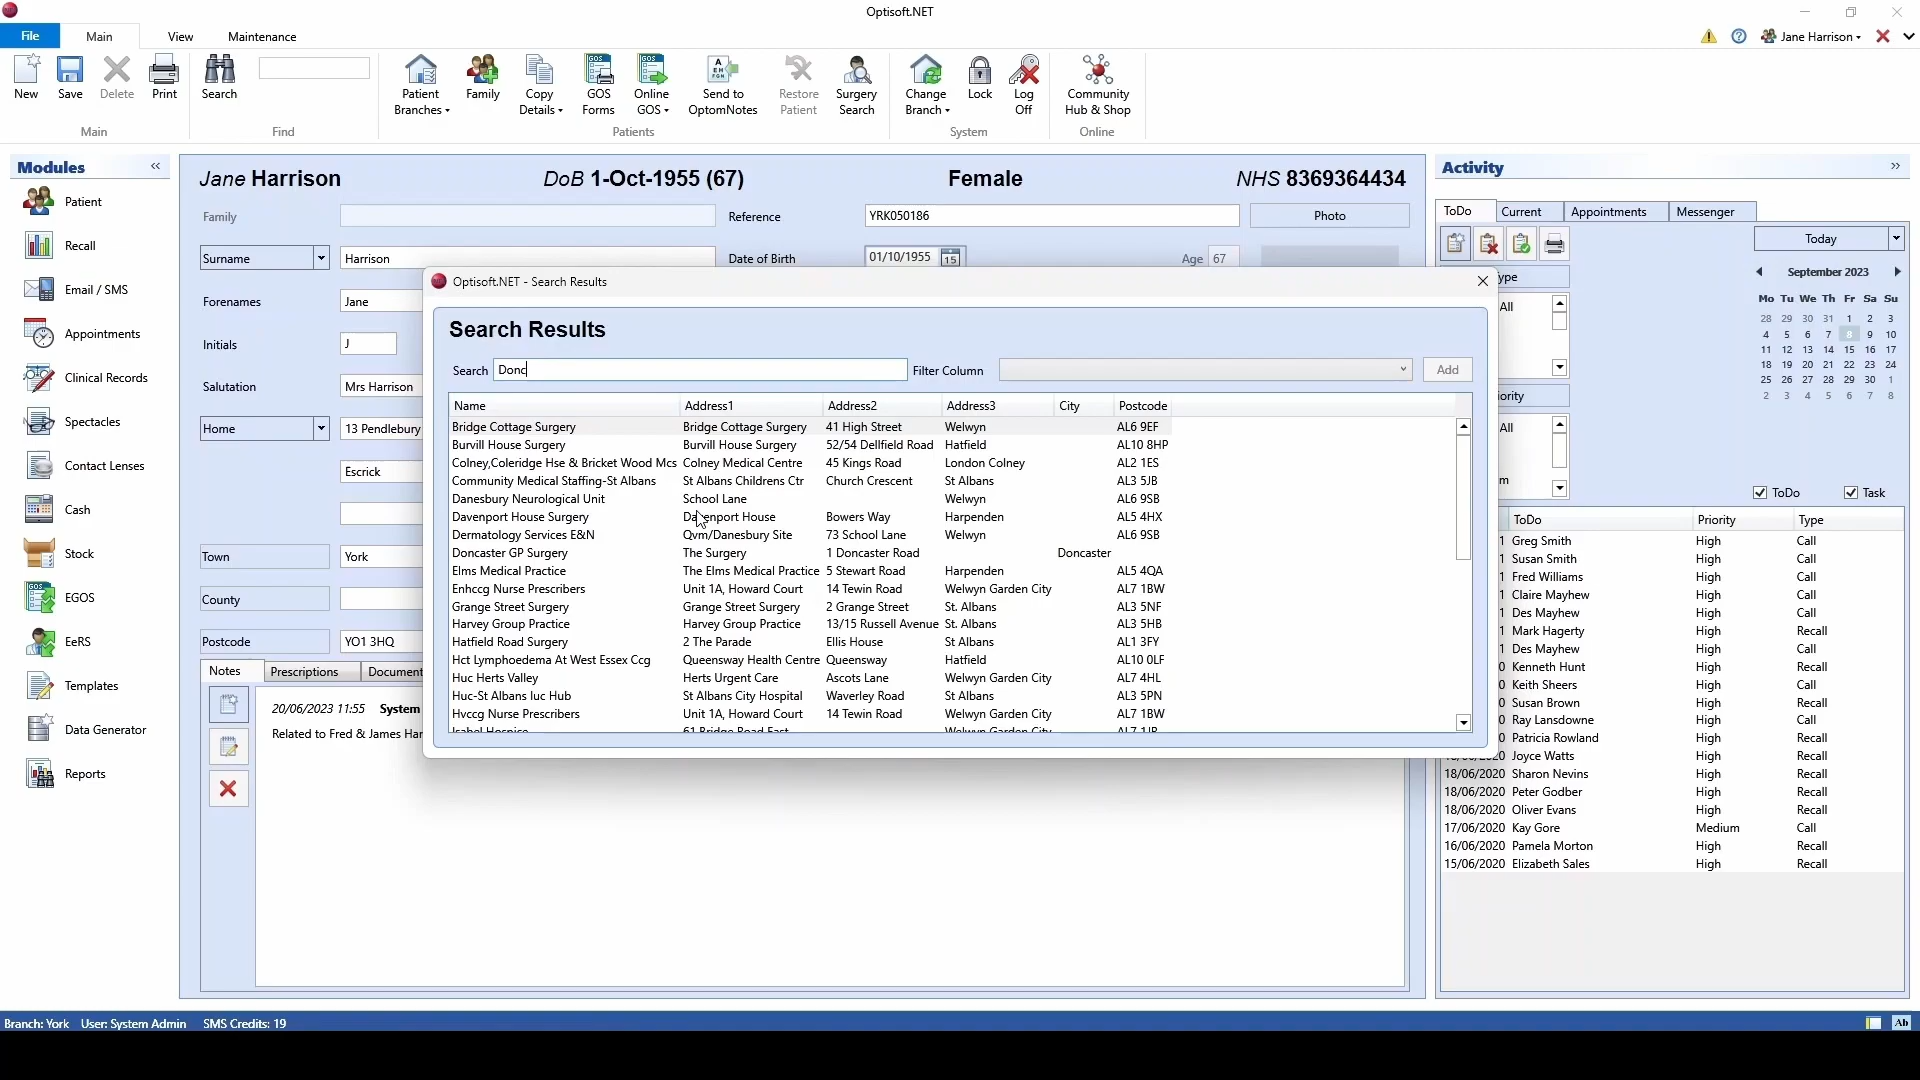 Optisoft.NET
File Main View Maintenance Jane Harrison
New Save Delete Print Search Patient Branches Family Copy Details GOS Forms Online GOS Send to OptomNotes Restore Patient Surgery Search Change Branch Lock Log Off Community Hub & Shop
Main Find Patients System Online
Modules
Patient
Recall
Email / SMS
Appointments
Clinical Records
Spectacles
Contact Lenses
Cash
Stock
EGOS
EeRS
Templates
Data Generator
Reports
Jane Harrison DoB 1-Oct-1955 (67) Female NHS 8369364434
Family Reference YRK050186 Photo
Surname Harrison Date of Birth 01/10/1955 15 Age 67
Forenames Jane
Initials J
Salutation Mrs Harrison
Home 13 Pendlebury
Escrick
Town York
County
Postcode YO1 3HQ
Notes Prescriptions Document
20/06/2023 11:55 System
Related to Fred & James Har
Optisoft.NET - Search Results
Search Results
Search Donc Filter Column Add
Name Address1 Address2 Address3 City Postcode
Bridge Cottage Surgery Bridge Cottage Surgery 41 High Street Welwyn AL6 9EF
Burvill House Surgery Burvill House Surgery 52/54 Dellfield Road Hatfield AL10 8HP
Colney,Coleridge Hse & Bricket Wood Mcs Colney Medical Centre 45 Kings Road London Colney AL2 1ES
Community Medical Staffing-St Albans St Albans Childrens Ctr Church Crescent St Albans AL3 5JB
Danesbury Neurological Unit School Lane Welwyn AL6 9SB
Davenport House Surgery Davenport House Bowers Way Harpenden AL5 4HX
Dermatology Services E&N Qvm/Danesbury Site 73 School Lane Welwyn AL6 9SB
Doncaster GP Surgery The Surgery 1 Doncaster Road Doncaster
Elms Medical Practice The Elms Medical Practice 5 Stewart Road Harpenden AL5 4QA
Enhccg Nurse Prescribers Unit 1A, Howard Court 14 Tewin Road Welwyn Garden City AL7 1BW
Grange Street Surgery Grange Street Surgery 2 Grange Street St. Albans AL3 5NF
Harvey Group Practice Harvey Group Practice 13/15 Russell Avenue St. Albans AL3 5HB
Hatfield Road Surgery 2 The Parade Ellis House St Albans AL1 3FY
Hct Lymphoedema At West Essex Ccg Queensway Health Centre Queensway Hatfield AL10 0LF
Huc Herts Valley Herts Urgent Care Ascots Lane Welwyn Garden City AL7 4HL
Huc-St Albans Iuc Hub St Albans City Hospital Waverley Road St Albans AL3 5PN
Hvccg Nurse Prescribers Unit 1A, Howard Court 14 Tewin Road Welwyn Garden City AL7 1BW
Isabel Hospice 61 Bridge Road East Welwyn Garden City
Activity
ToDo Current Appointments Messenger
Today
ype
All
ority
All
m
September 2023
Mo Tu We Th Fr Sa Su
28 29 30 31 1 2 3
4 5 6 7 8 9 10
11 12 13 14 15 16 17
18 19 20 21 22 23 24
25 26 27 28 29 30 1
2 3 4 5 6 7 8
ToDo Task
ToDo Priority Type
1 Greg Smith High Call
1 Susan Smith High Call
1 Fred Williams High Call
1 Claire Mayhew High Call
1 Des Mayhew High Call
1 Mark Hagerty High Recall
1 Des Mayhew High Call
0 Kenneth Hunt High Recall
0 Keith Sheers High Call
0 Susan Brown High Recall
0 Ray Lansdowne High Call
0 Patricia Rowland High Recall
Joyce Watts High Recall
18/06/2020 Sharon Nevins High Recall
18/06/2020 Peter Godber High Recall
18/06/2020 Oliver Evans High Recall
17/06/2020 Kay Gore Medium Call
16/06/2020 Pamela Morton High Recall
15/06/2020 Elizabeth Sales High Recall
Branch: York User: System Admin SMS Credits: 19 Ab